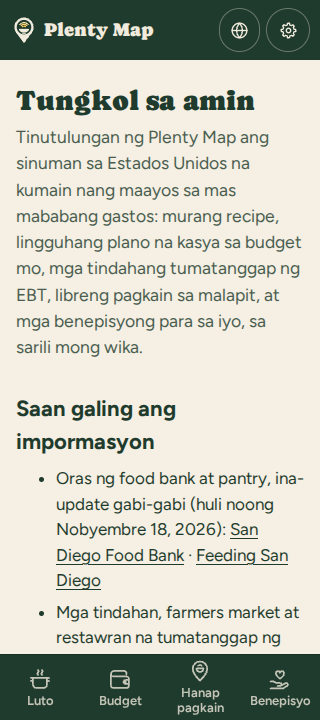 Plenty Map
Tungkol sa amin
Tinutulungan ng Plenty Map ang
sinuman sa Estados Unidos na
kumain nang maayos sa mas
mababang gastos: murang recipe,
lingguhang plano na kasya sa budget
mo, mga tindahang tumatanggap ng
EBT, libreng pagkain sa malapit, at
mga benepisyong para sa iyo, sa
sarili mong wika.
Saan galing ang
impormasyon
• Oras ng food bank at pantry, ina-
update gabi-gabi (huli noong
Nobyembre 18, 2026): San
Diego Food Bank · Feeding San
Diego
• Mga tindahan, farmers market at
restawran na tumatanggap ng
Luto
Budget
Hanap
pagkain
Benepisyo